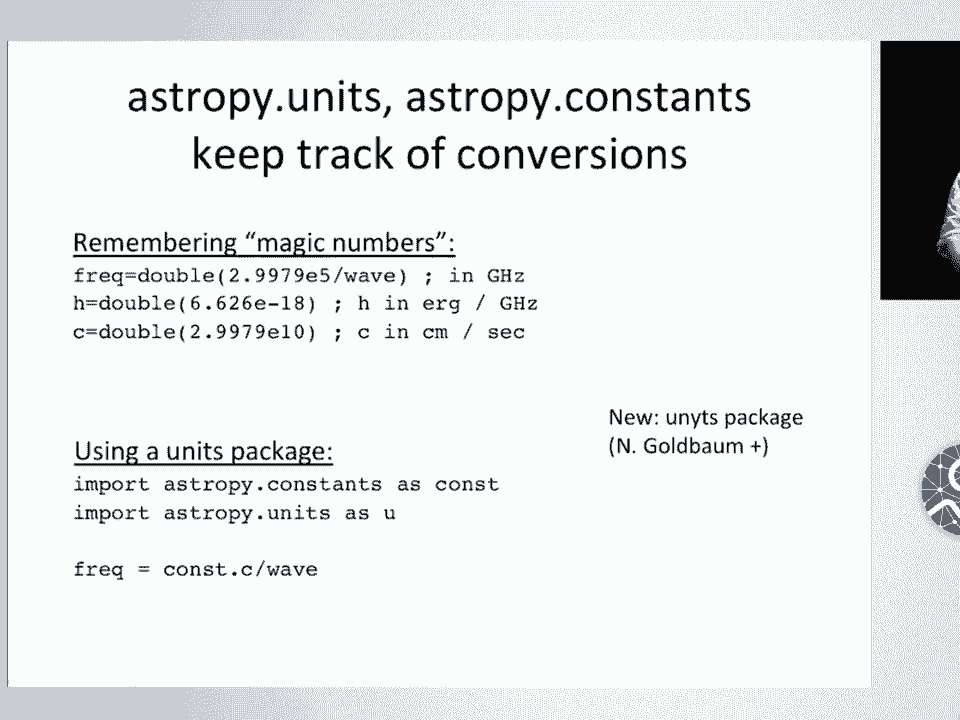 astropy.units, astropy.constants
keep track of conversions
Remembering “magic numbers”:
freq=double(2.9979e5/wave) ; in GHz
h=double(6.626e-18) ; h in erg / GHz
c=double(2.9979e10) ; c in cm / sec
New: unyts package
(N. Goldbaum +)
Using a units package:
import astropy.constants as const
import astropy.units as u
freq = const.c/wave